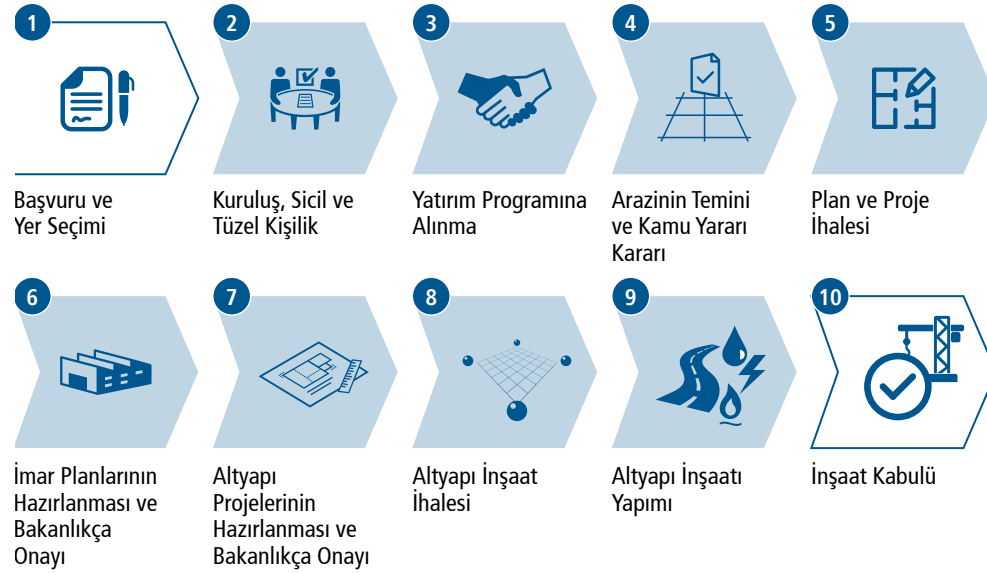 1
Başvuru ve
Yer Seçimi
2
Kuruluş, Sicil ve
Tüzel Kişilik
3
Yatırım Programına
Alınma
4
Arazinin Temini
ve Kamu Yararı
Kararı
5
Plan ve Proje
İhalesi
6
İmar Planlarının
Hazırlanması ve
Bakanlıkça
Onayı
7
Altyapı
Projelerinin
Hazırlanması ve
Bakanlıkça Onayı
8
Altyapı İnşaat
İhalesi
9
Altyapı İnşaatı
Yapımı
10
İnşaat Kabulü